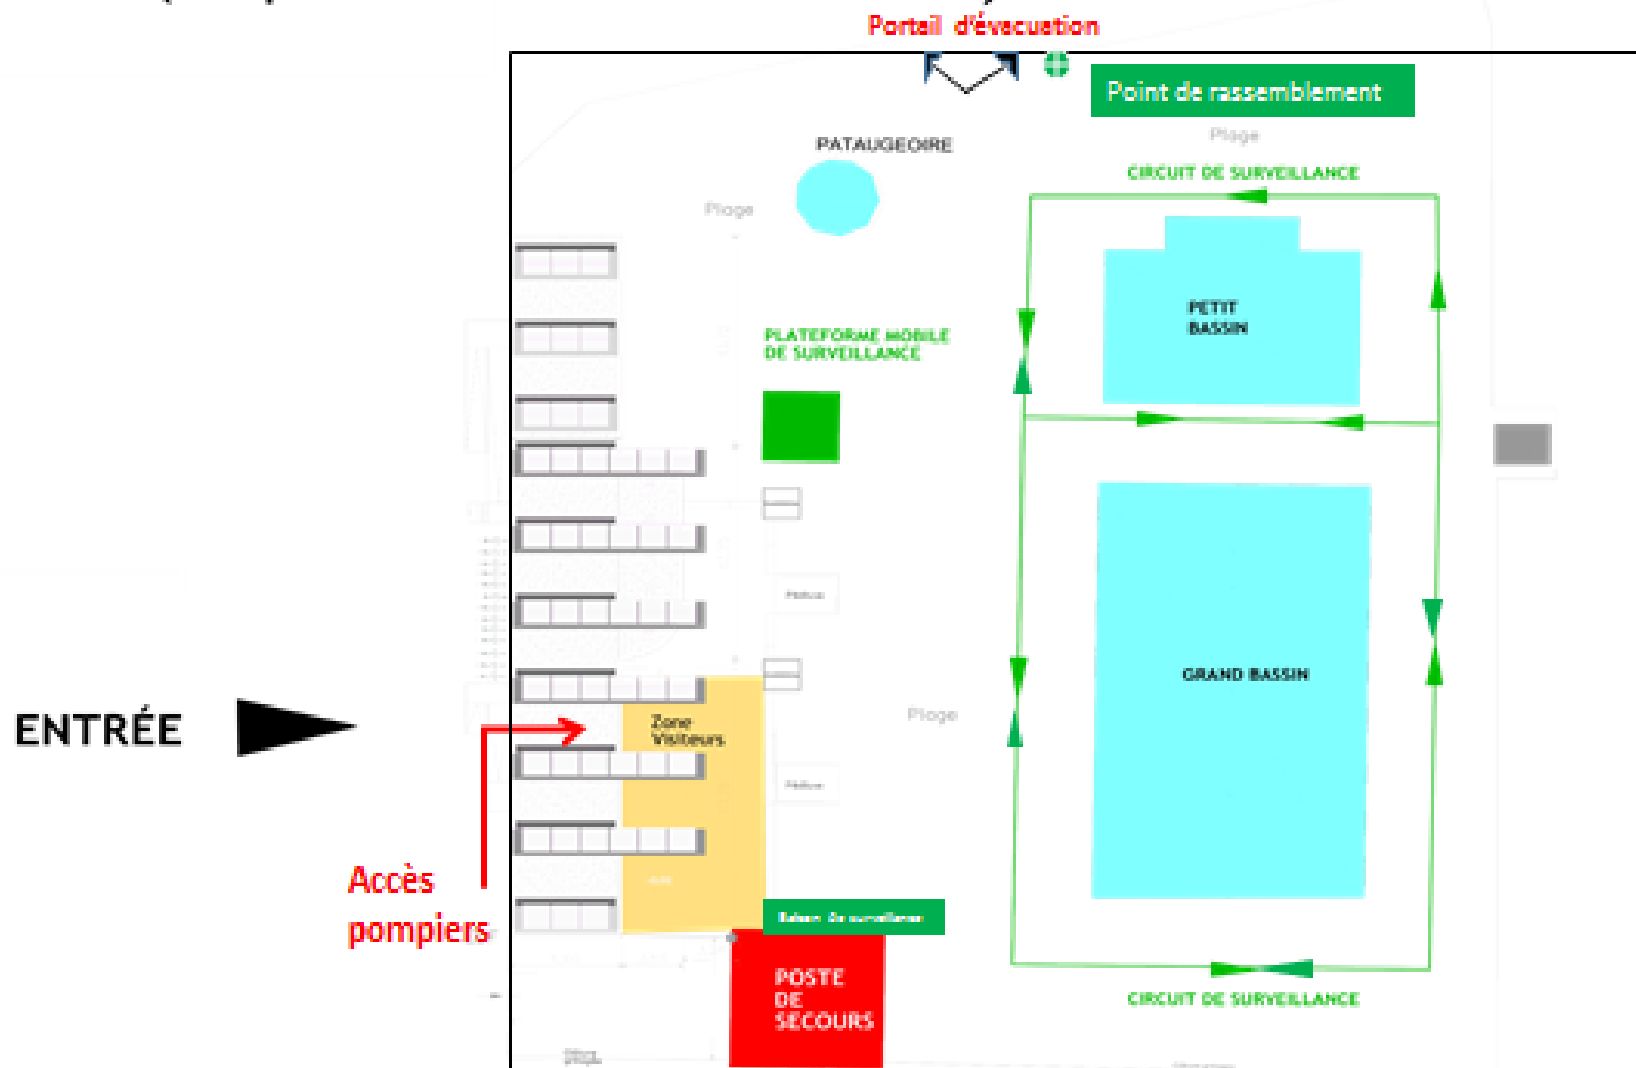 Portail d'évacuation
Point de rassemblement
Plage
PATAUGEOIRE
CIRCUIT DE SURVEILLANCE
Plage
PETIT
BASSIN
PLATEFORME MOBILE
DE SURVEILLANCE
GRAND BASSIN
Plage
ENTRÉE
Zone
Visiteurs
Accès
pompiers
POSTE
DE
SECOURS
CIRCUIT DE SURVEILLANCE